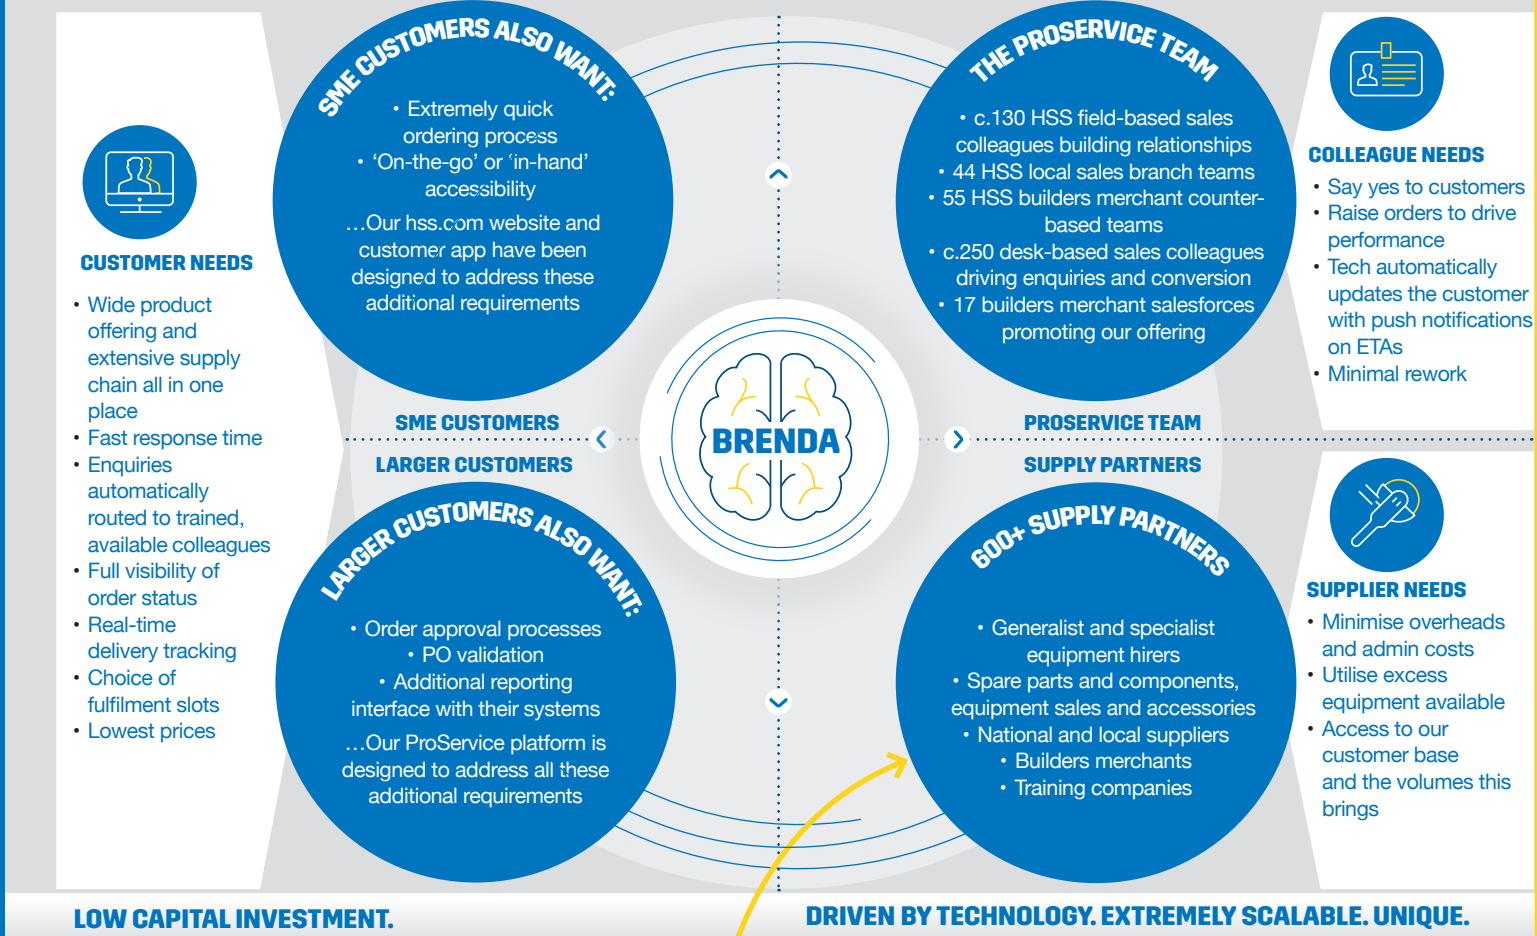 CUSTOMER NEEDS
• Wide product
offering and
extensive supply
chain all in one
place
• Fast response time
• Enquiries
automatically
routed to trained,
available colleagues
• Full visibility of
order status
• Real-time
delivery tracking
• Choice of
fulfilment slots
• Lowest prices
SME CUSTOMERS ALSO WANT:
• Extremely quick
ordering process
• ‘On-the-go’ or ‘in-hand’
accessibility
…Our hss.com website and
customer app have been
designed to address these
additional requirements
SME CUSTOMERS
LARGER CUSTOMERS
LARGER CUSTOMERS ALSO WANT:
• Order approval processes
• PO validation
• Additional reporting
interface with their systems
…Our ProService platform is
designed to address all these
additional requirements
BRENDA
THE PROSERVICE TEAM
• c.130 HSS field-based sales
colleagues building relationships
• 44 HSS local sales branch teams
• 55 HSS builders merchant counter-
based teams
• c.250 desk-based sales colleagues
driving enquiries and conversion
• 17 builders merchant salesforces
promoting our offering
PROSERVICE TEAM
SUPPLY PARTNERS
600+ SUPPLY PARTNERS
• Generalist and specialist
equipment hirers
• Spare parts and components,
equipment sales and accessories
• National and local suppliers
• Builders merchants
• Training companies
COLLEAGUE NEEDS
• Say yes to customers
• Raise orders to drive
performance
• Tech automatically
updates the customer
with push notifications
on ETAs
• Minimal rework
SUPPLIER NEEDS
• Minimise overheads
and admin costs
• Utilise excess
equipment available
• Access to our
customer base
and the volumes this
brings
LOW CAPITAL INVESTMENT.
DRIVEN BY TECHNOLOGY. EXTREMELY SCALABLE. UNIQUE.